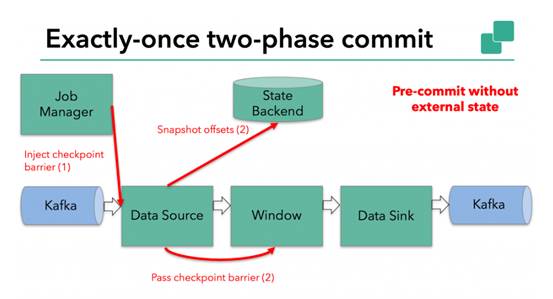 Exactly-once two-phase commit
Job
Manager
State
Backend
Pre-commit without
external state
Snapshot offsets (2)
Inject checkpoint
barrier (1)
Kafka
Data Source
Window
Data Sink
Kafka
Pass checkpoint barrier (2)